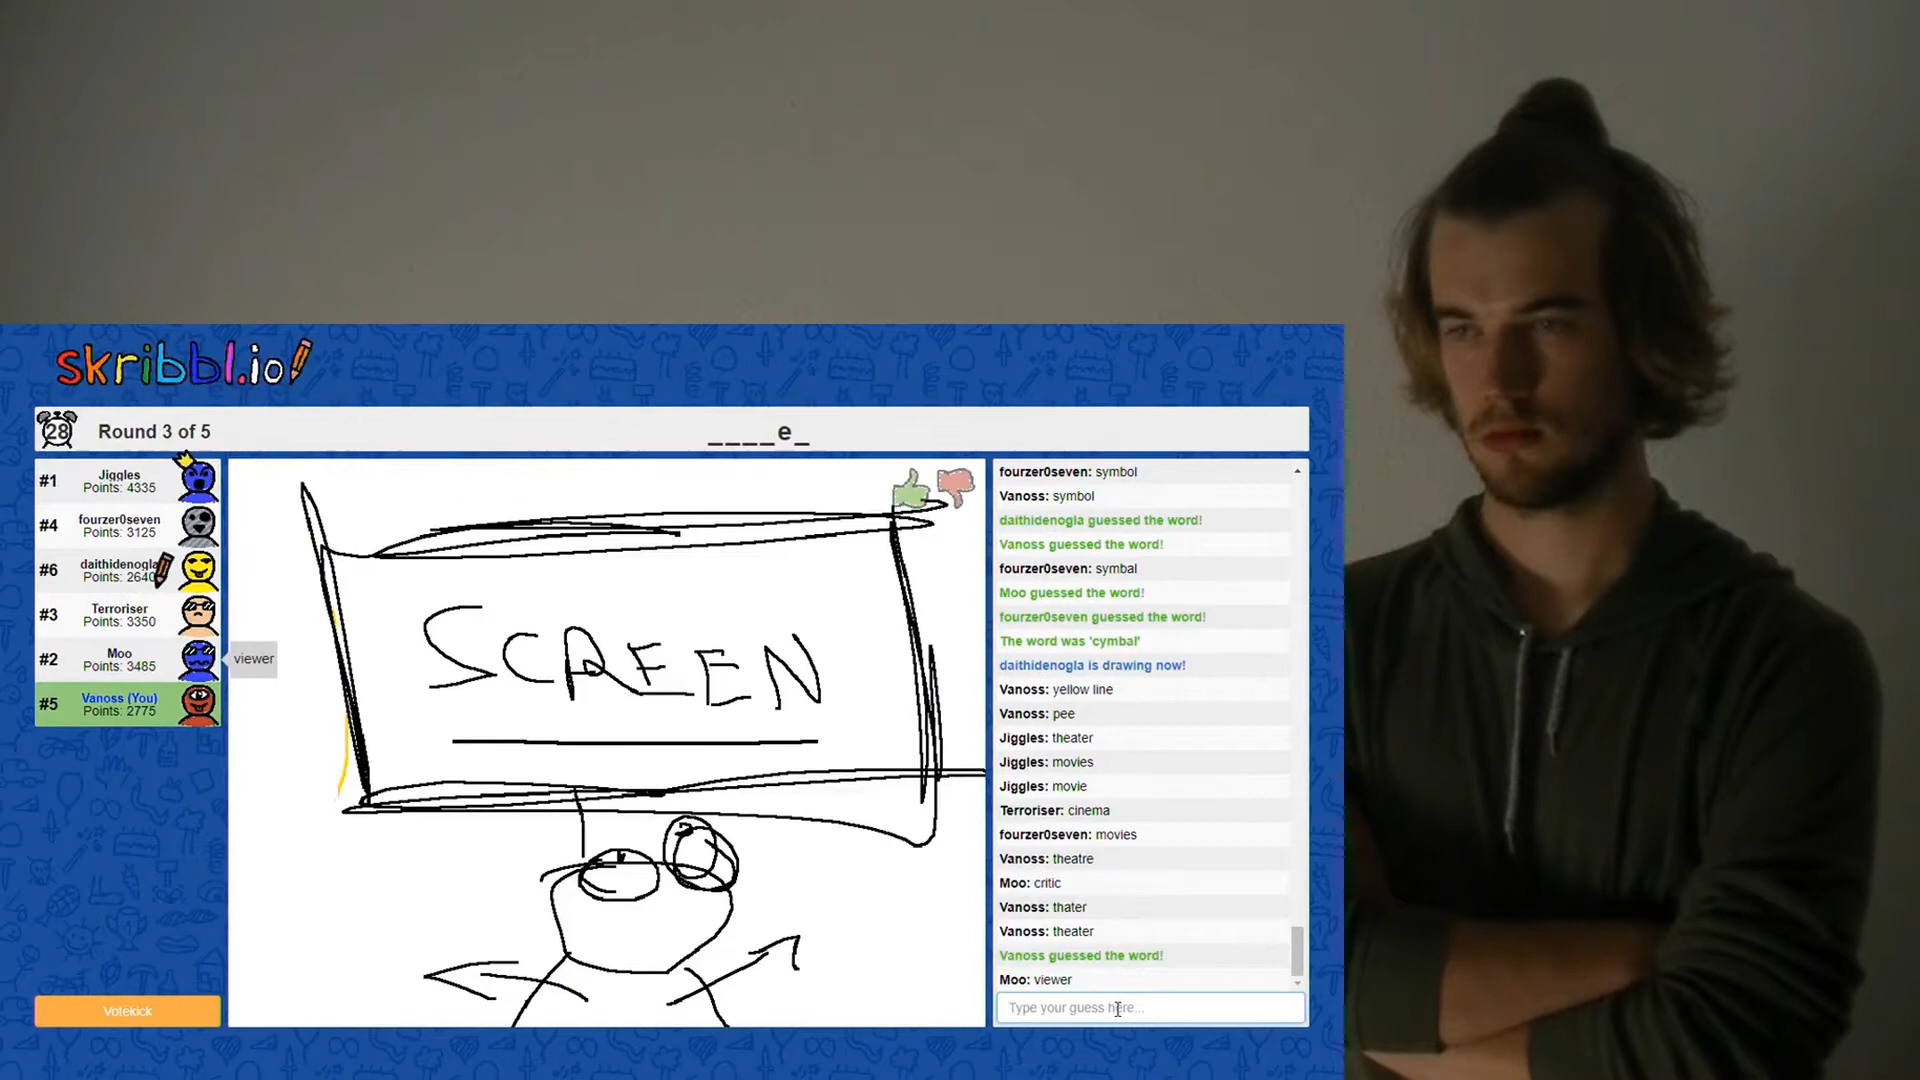 skribbl.io
28
Round 3 of 5
____e_
#1
Jiggles
Points: 4335
#4
fourzer0seven
Points: 3125
#6
daithidenogla
Points: 2640
#3
Terroriser
Points: 3350
#2
Moo
Points: 3485
viewer
#5
Vanoss (You)
Points: 2775
Votekick
SCREEN
fourzer0seven: symbol
Vanoss: symbol
daithidenogla guessed the word!
Vanoss guessed the word!
fourzer0seven: symbal
Moo guessed the word!
fourzer0seven guessed the word!
The word was 'cymbal'
daithidenogla is drawing now!
Vanoss: yellow line
Vanoss: pee
Jiggles: theater
Jiggles: movies
Jiggles: movie
Terroriser: cinema
fourzer0seven: movies
Vanoss: theatre
Moo: critic
Vanoss: thater
Vanoss: theater
Vanoss guessed the word!
Moo: viewer
Type your guess here...